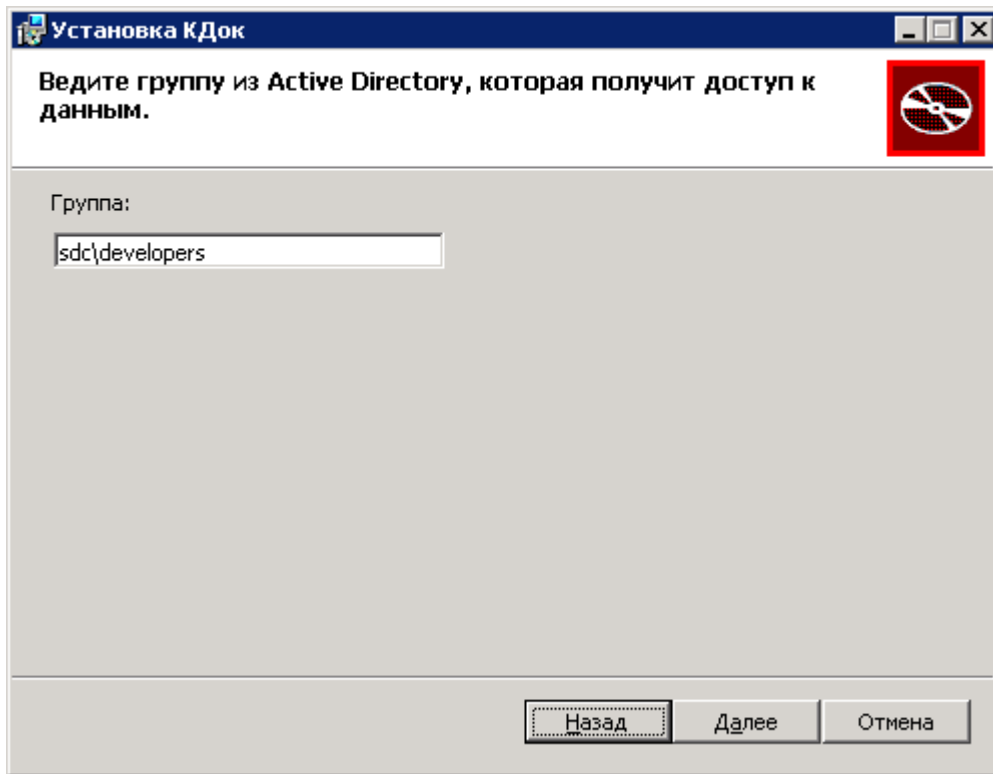 Установка КДок
Ведите группу из Active Directory, которая получит доступ к
данным.
Группа:
sdc\developers
Назад
Далее
Отмена